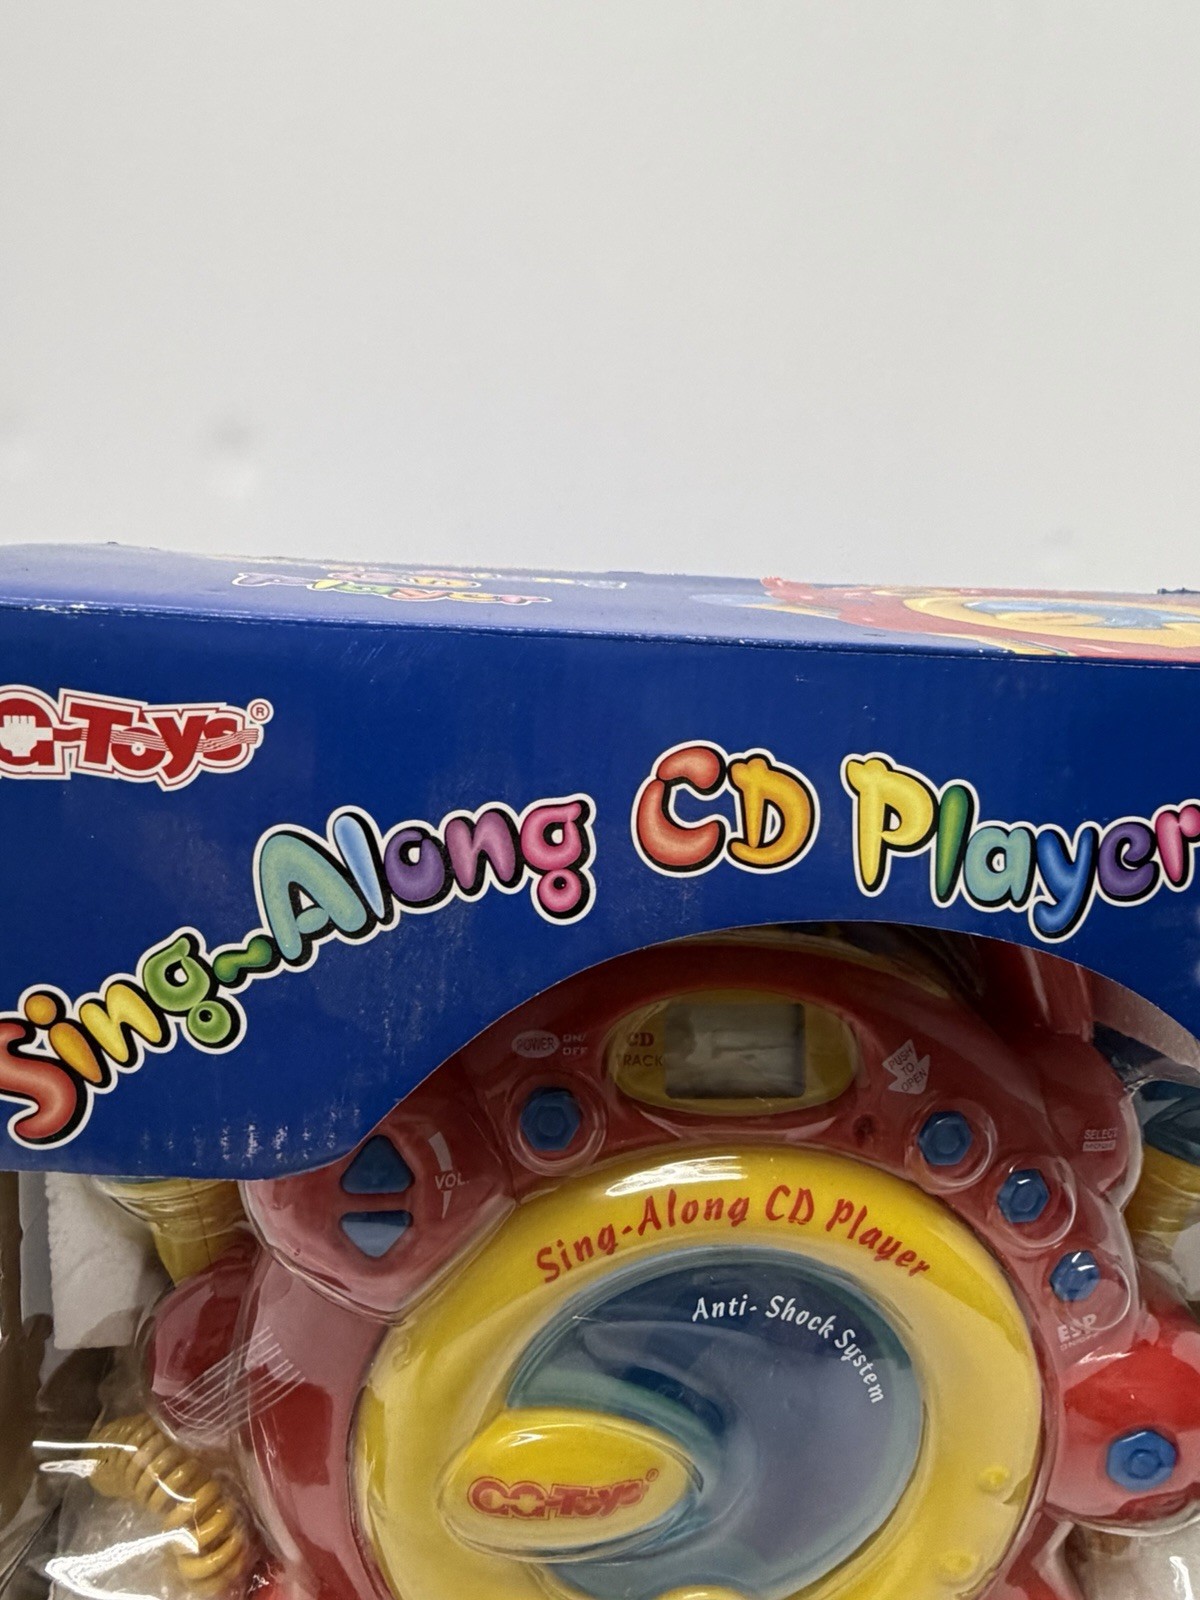 Player
Q-Toys®
Sing-Along CD Player
POWER ON/OFF
CD
TRACK
PUSH
TO
OPEN
SELECT
VOL.
ESP
Sing-Along CD Player
Anti-Shock System
QQ-Toys®